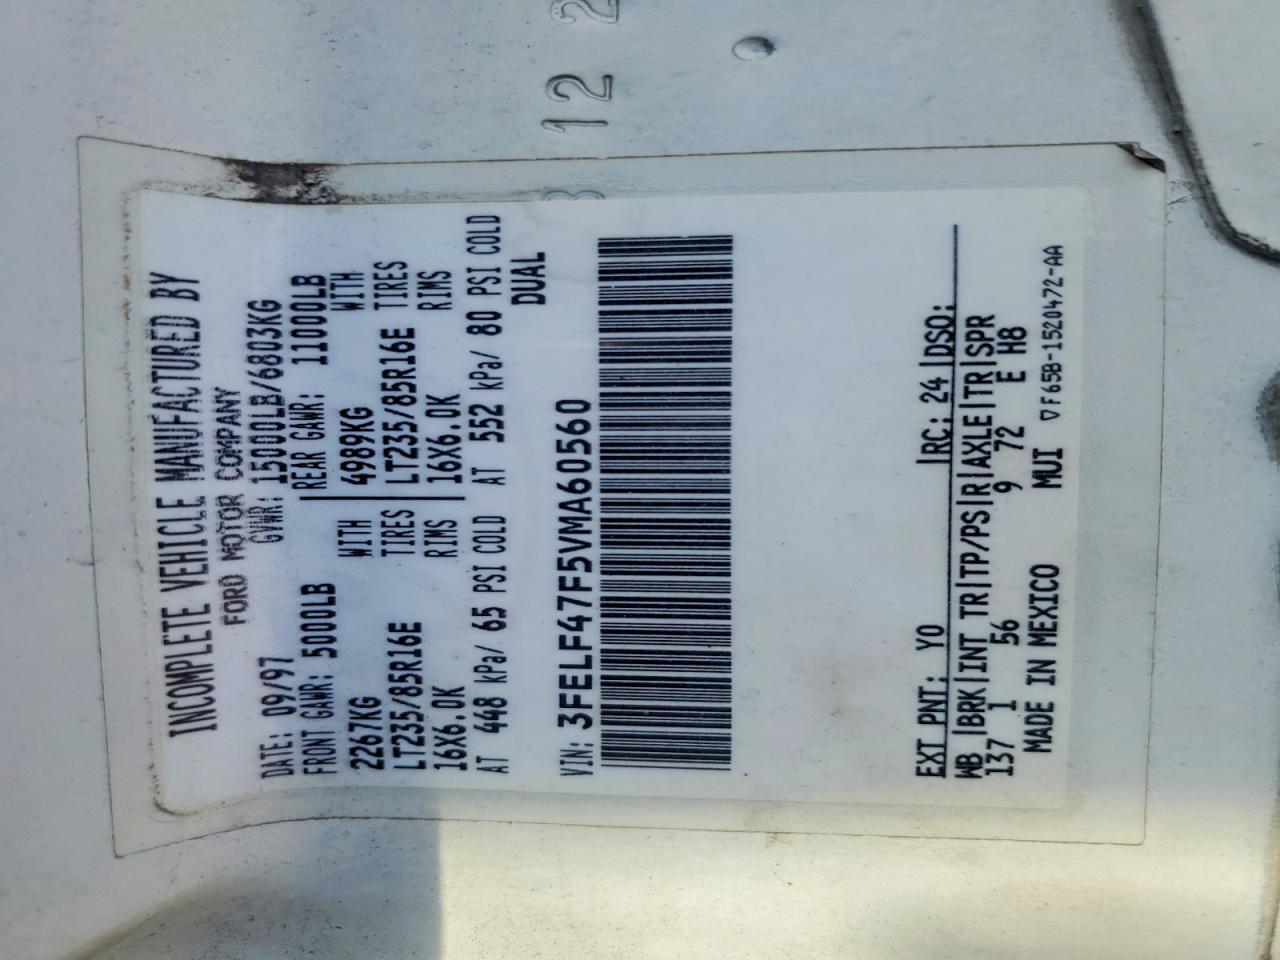 12 2
INCOMPLETE VEHICLE MANUFACTURED BY
FORD MOTOR COMPANY
DATE: 09/97 GVWR: 15000LB/6803KG
FRONT GAWR: 5000LB REAR GAWR: 11000LB
2267KG WITH 4989KG WITH
LT235/85R16E TIRES LT235/85R16E TIRES
16X6.0K RIMS 16X6.0K RIMS
AT 448 kPa/ 65 PSI COLD AT 552 kPa/ 80 PSI COLD
DUAL
VIN: 3FELF47F5VMA60560
EXT PNT: YO RC: 24 DSO:
WB BRK INT TR TP/PS R AXLE TR SPR
137 1 56 9 72 E H8
MADE IN MEXICO MUI ▽F65B-1520472-AA